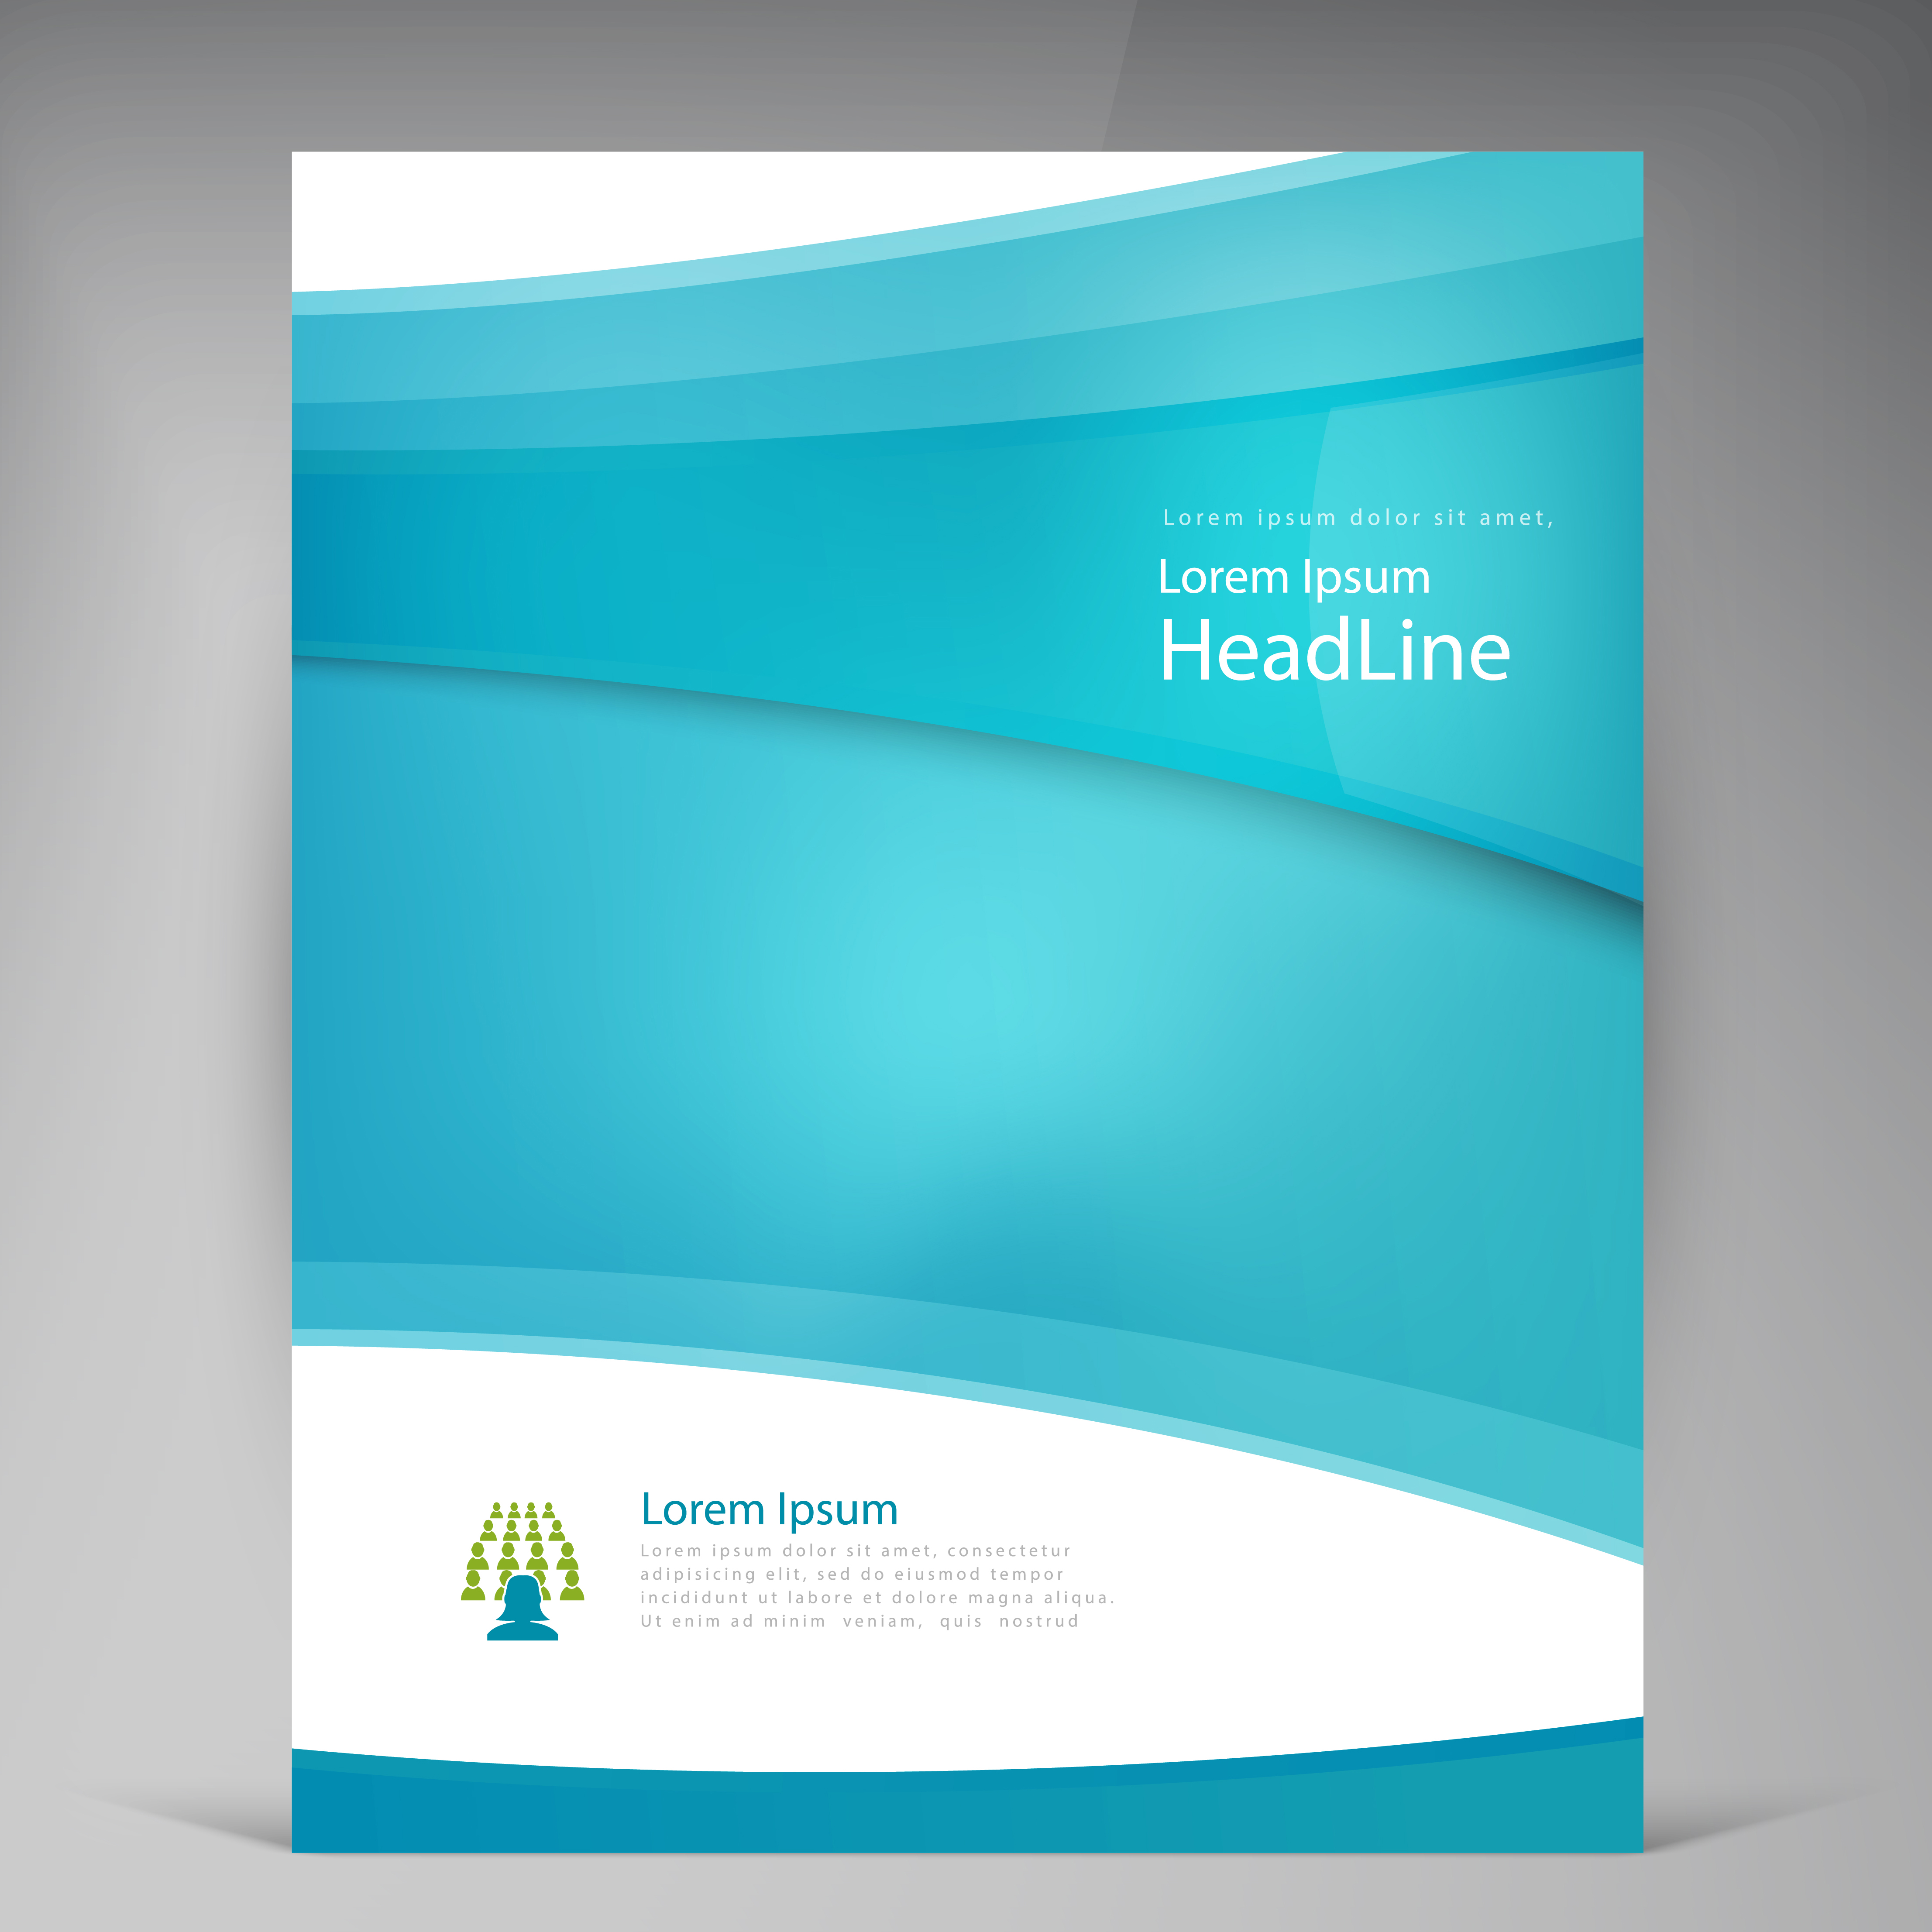 Lorem ipsum dolor sit amet,
Lorem Ipsum
HeadLine
Lorem Ipsum
Lorem ipsum dolor sit amet, consectetur
adipisicing elit, sed do eiusmod tempor
incididunt ut labore et dolore magna aliqua.
Ut enim ad minim veniam, quis nostrud